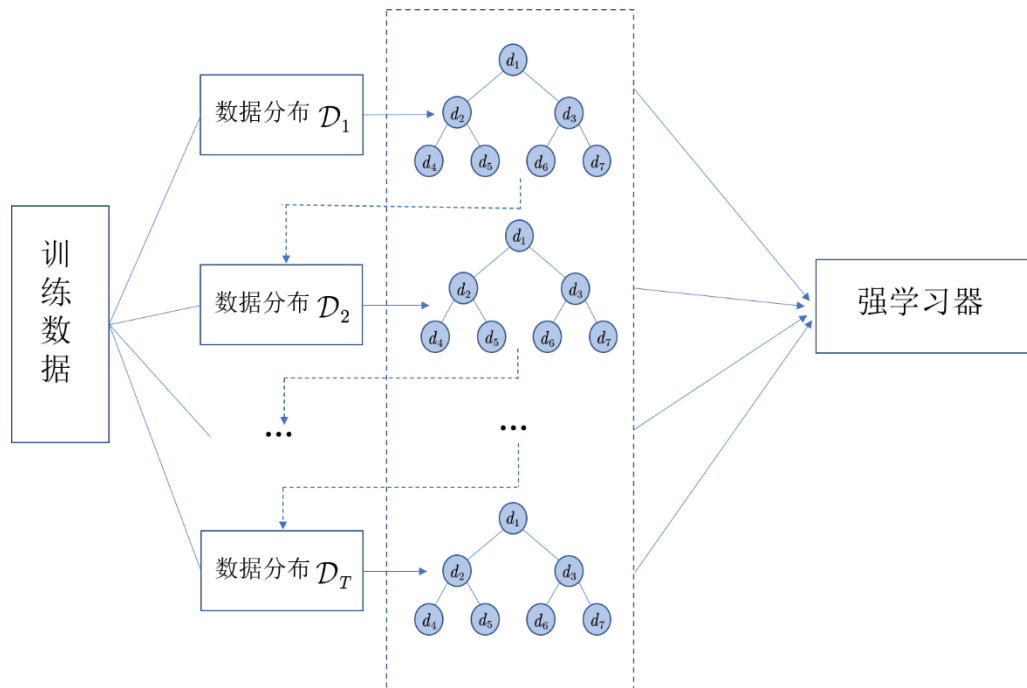 d₁
数据分布 𝒟₁
d₂ d₃
d₄ d₅ d₆ d₇
训练数据
d₁
数据分布 𝒟₂
d₂ d₃
d₄ d₅ d₆ d₇
强学习器
... ...
d₁
数据分布 𝒟_T
d₂ d₃
d₄ d₅ d₆ d₇